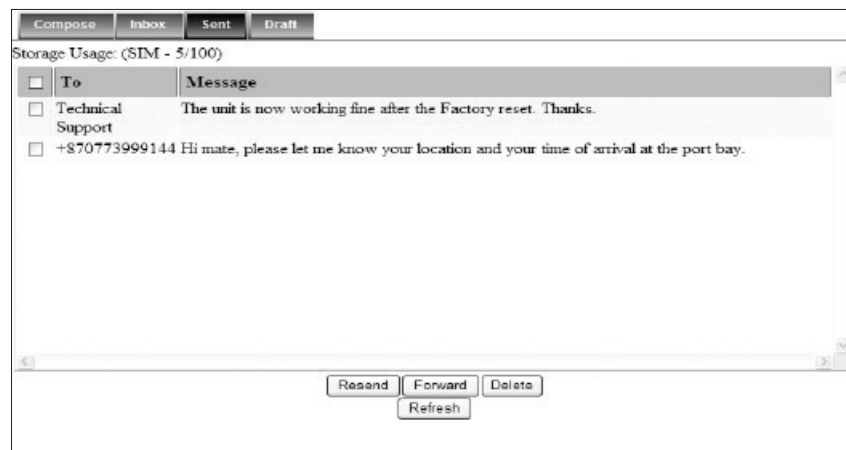 Compose Inbox Sent Draft
Storage Usage: (SIM - 5/100)
To Message
Technical Support The unit is now working fine after the Factory reset. Thanks.
+870773999144 Hi mate, please let me know your location and your time of arrival at the port bay.
Resend Forward Delete
Refresh